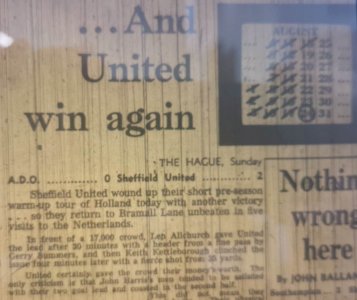 ...And
United
win again
AUGUST
THE HAGUE, Sunday
A.D.O. ............ 0 Sheffield United ............ 2
Sheffield United wound up their short pre-season
warm-up tour of Holland today with another victory
... so they return to Bramall Lane unbeaten in five
visits to the Netherlands.
In front of a 17,000 crowd, Len Allchurch gave United
the lead after 30 minutes with a header from a fine pass by
Gerry Summers, and then Keith Kettleborough clinched the
issue four minutes later with a fierce shot from 35 yards.
United certainly gave the crowd their money's worth. The
only criticism is that John Harris's men tended to be satisfied
with their two goal lead and coasted in the second half.
This did not
Nothin
wrong
here
By JOHN BALLA